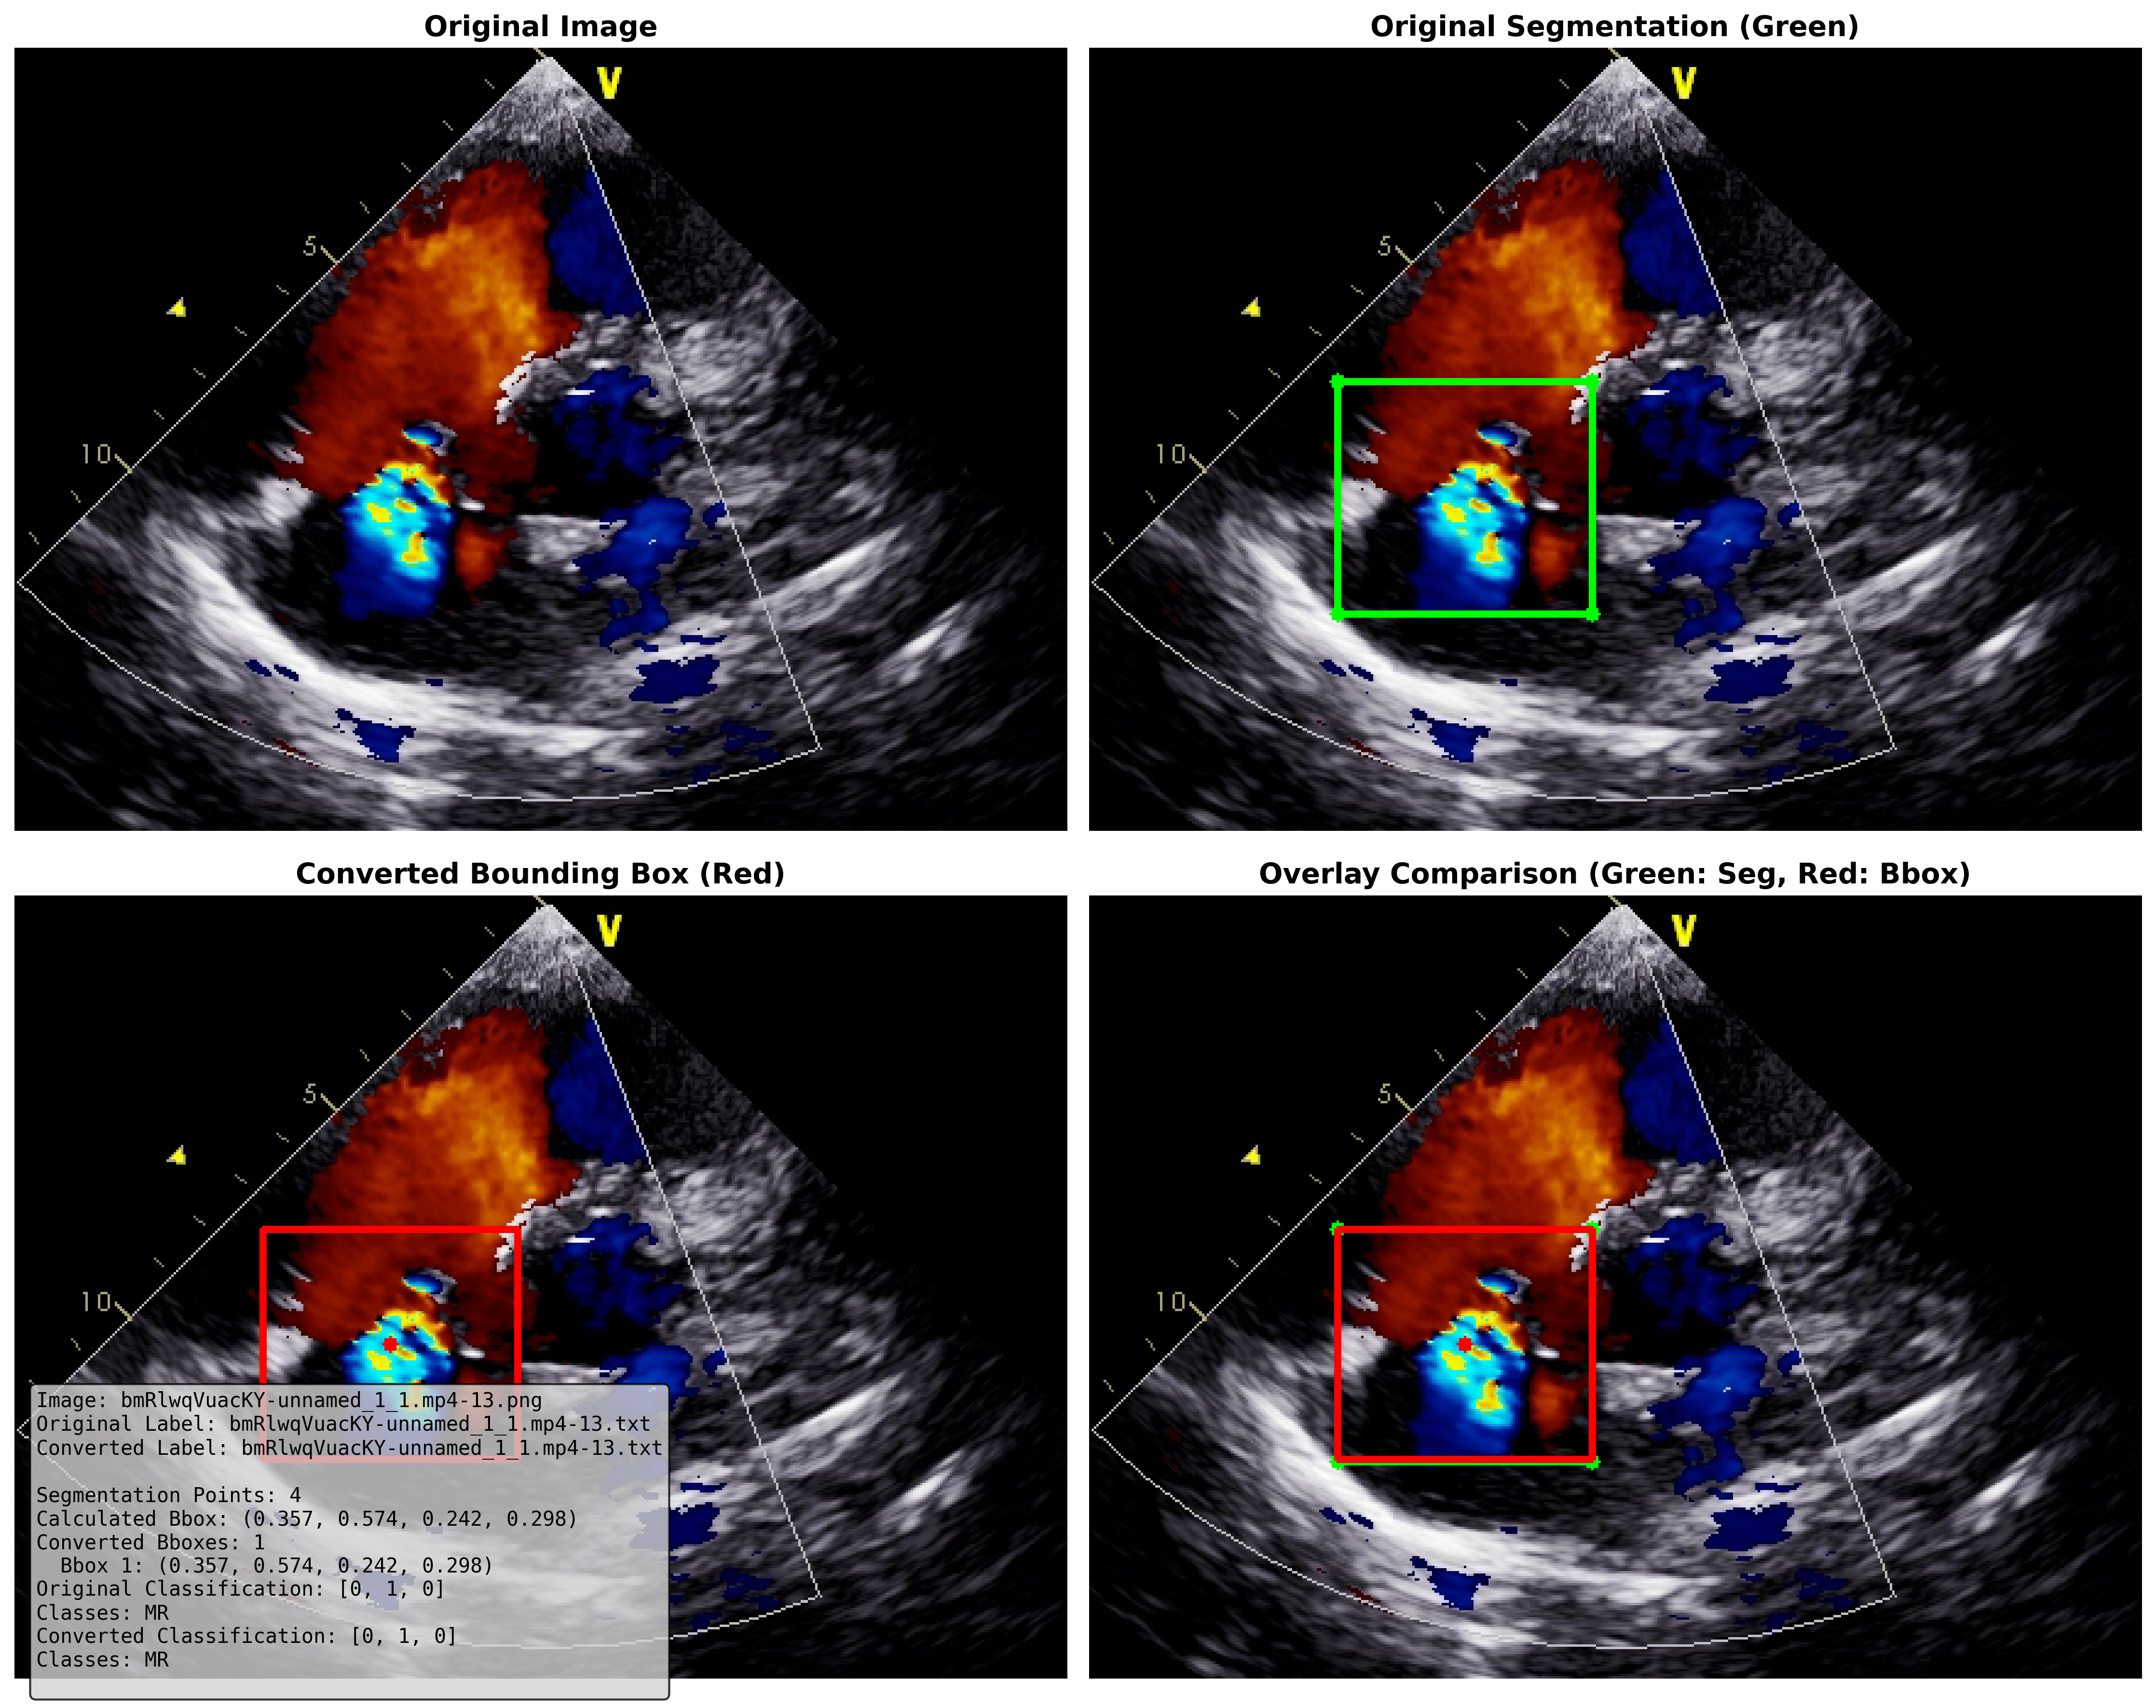 Original Image
Original Segmentation (Green)
V
5
10
V
5
10
Converted Bounding Box (Red)
Overlay Comparison (Green: Seg, Red: Bbox)
V
5
10
V
5
10
Image: bmRlwqVuacKY-unnamed_1_1.mp4-13.png
Original Label: bmRlwqVuacKY-unnamed_1_1.mp4-13.txt
Converted Label: bmRlwqVuacKY-unnamed_1_1.mp4-13.txt
Segmentation Points: 4
Calculated Bbox: (0.357, 0.574, 0.242, 0.298)
Converted Bboxes: 1
Bbox 1: (0.357, 0.574, 0.242, 0.298)
Original Classification: [0, 1, 0]
Classes: MR
Converted Classification: [0, 1, 0]
Classes: MR